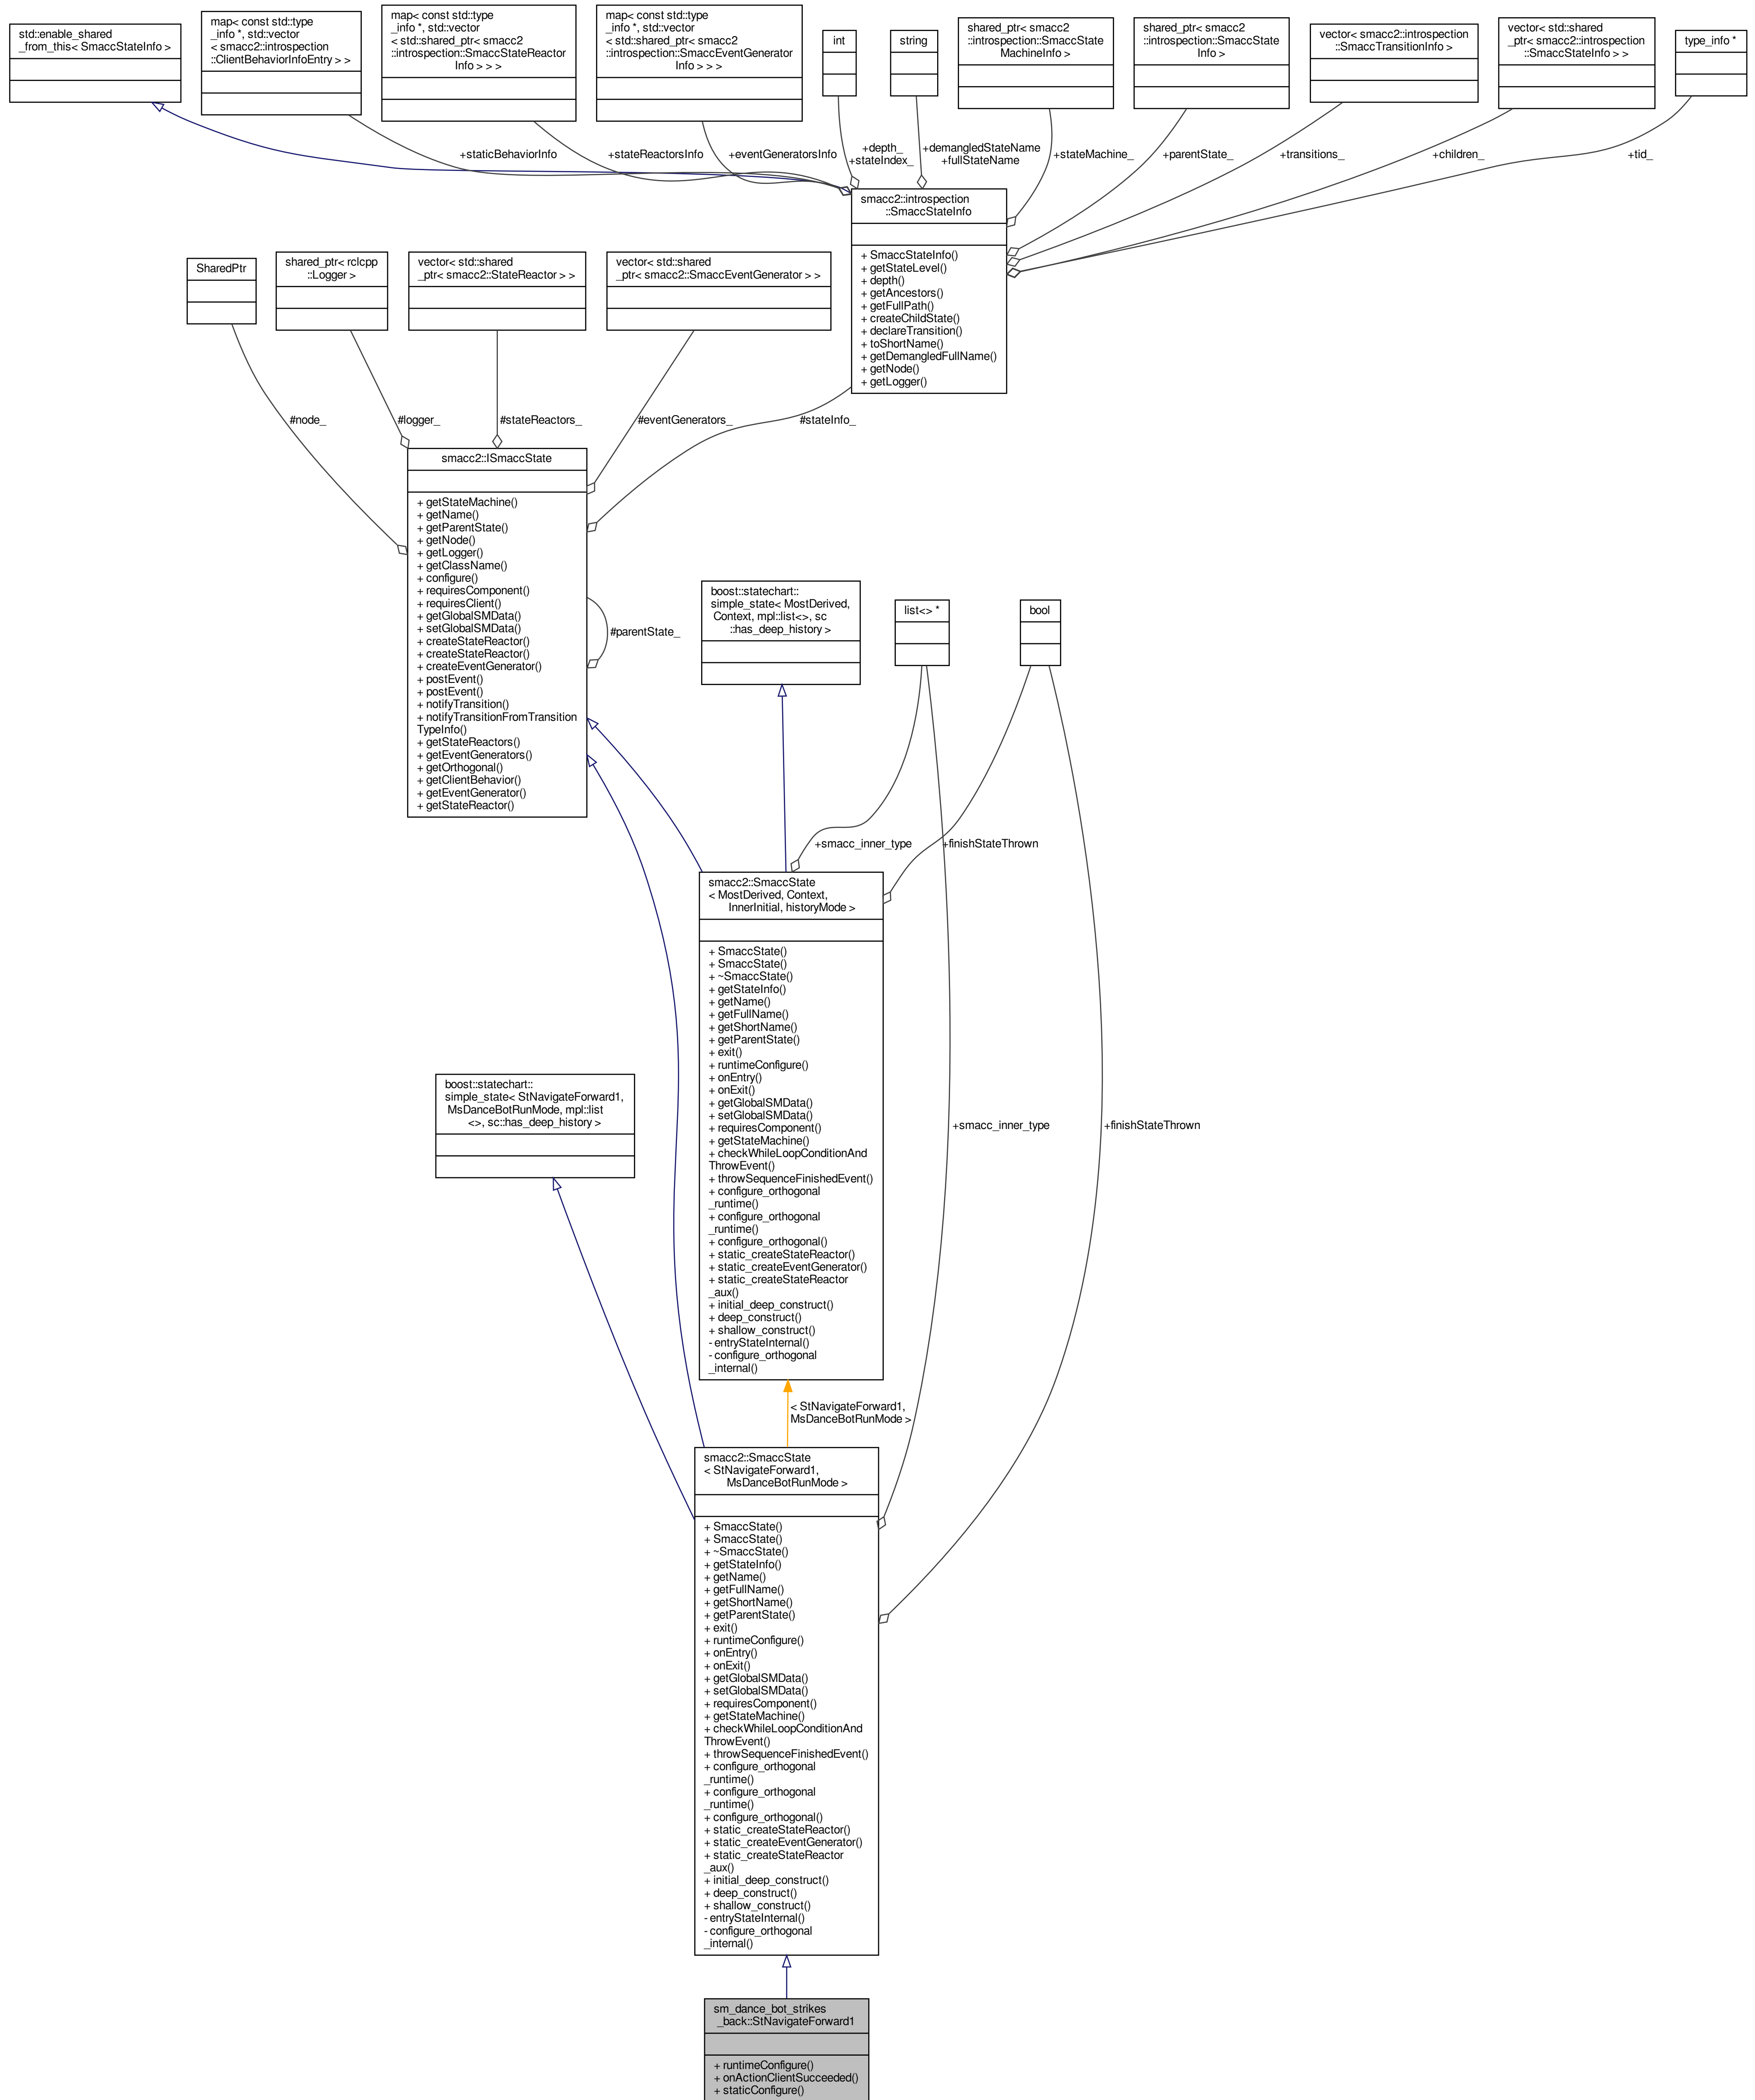 std::enable_shared
_from_this< SmaccStateInfo >
map< const std::type
_info *, std::vector
< smacc2::introspection
::ClientBehaviorInfoEntry > >
map< const std::type
_info *, std::vector
< std::shared_ptr< smacc2
::introspection::SmaccStateReactor
Info > > >
map< const std::type
_info *, std::vector
< std::shared_ptr< smacc2
::introspection::SmaccEventGenerator
Info > > >
int
string
shared_ptr< smacc2
::introspection::SmaccState
MachineInfo >
shared_ptr< smacc2
::introspection::SmaccState
Info >
vector< smacc2::introspection
::SmaccTransitionInfo >
vector< std::shared
_ptr< smacc2::introspection
::SmaccStateInfo > >
type_info *
+staticBehaviorInfo
+stateReactorsInfo
+eventGeneratorsInfo
+depth_
+stateIndex_
+demangledStateName
+fullStateName
+stateMachine_
+parentState_
+transitions_
+children_
+tid_
smacc2::introspection
::SmaccStateInfo
+ SmaccStateInfo()
+ getStateLevel()
+ depth()
+ getAncestors()
+ getFullPath()
+ createChildState()
+ declareTransition()
+ toShortName()
+ getDemangledFullName()
+ getNode()
+ getLogger()
SharedPtr
shared_ptr< rclcpp
::Logger >
vector< std::shared
_ptr< smacc2::StateReactor > >
vector< std::shared
_ptr< smacc2::SmaccEventGenerator > >
#node_
#logger_
#stateReactors_
#eventGenerators_
#stateInfo_
smacc2::ISmaccState
+ getStateMachine()
+ getName()
+ getParentState()
+ getNode()
+ getLogger()
+ getClassName()
+ configure()
+ requiresComponent()
+ requiresClient()
+ getGlobalSMData()
+ setGlobalSMData()
+ createStateReactor()
+ createStateReactor()
+ createEventGenerator()
+ postEvent()
+ postEvent()
+ notifyTransition()
+ notifyTransitionFromTransition
TypeInfo()
+ getStateReactors()
+ getEventGenerators()
+ getOrthogonal()
+ getClientBehavior()
+ getEventGenerator()
+ getStateReactor()
#parentState_
boost::statechart::
simple_state< MostDerived,
Context, mpl::list<>, sc
::has_deep_history >
list<> *
bool
+smacc_inner_type
+finishStateThrown
smacc2::SmaccState
< MostDerived, Context,
InnerInitial, historyMode >
+ SmaccState()
+ SmaccState()
+ ~SmaccState()
+ getStateInfo()
+ getName()
+ getFullName()
+ getShortName()
+ getParentState()
+ exit()
+ runtimeConfigure()
+ onEntry()
+ onExit()
+ getGlobalSMData()
+ setGlobalSMData()
+ requiresComponent()
+ getStateMachine()
+ checkWhileLoopConditionAnd
ThrowEvent()
+ throwSequenceFinishedEvent()
+ configure_orthogonal
_runtime()
+ configure_orthogonal
_runtime()
+ configure_orthogonal()
+ static_createStateReactor()
+ static_createEventGenerator()
+ static_createStateReactor
_aux()
+ initial_deep_construct()
+ deep_construct()
+ shallow_construct()
- entryStateInternal()
- configure_orthogonal
_internal()
boost::statechart::
simple_state< StNavigateForward1,
MsDanceBotRunMode, mpl::list
<>, sc::has_deep_history >
+smacc_inner_type
+finishStateThrown
< StNavigateForward1,
MsDanceBotRunMode >
smacc2::SmaccState
< StNavigateForward1,
MsDanceBotRunMode >
+ SmaccState()
+ SmaccState()
+ ~SmaccState()
+ getStateInfo()
+ getName()
+ getFullName()
+ getShortName()
+ getParentState()
+ exit()
+ runtimeConfigure()
+ onEntry()
+ onExit()
+ getGlobalSMData()
+ setGlobalSMData()
+ requiresComponent()
+ getStateMachine()
+ checkWhileLoopConditionAnd
ThrowEvent()
+ throwSequenceFinishedEvent()
+ configure_orthogonal
_runtime()
+ configure_orthogonal
_runtime()
+ configure_orthogonal()
+ static_createStateReactor()
+ static_createEventGenerator()
+ static_createStateReactor
_aux()
+ initial_deep_construct()
+ deep_construct()
+ shallow_construct()
- entryStateInternal()
- configure_orthogonal
_internal()
sm_dance_bot_strikes
_back::StNavigateForward1
+ runtimeConfigure()
+ onActionClientSucceeded()
+ staticConfigure()